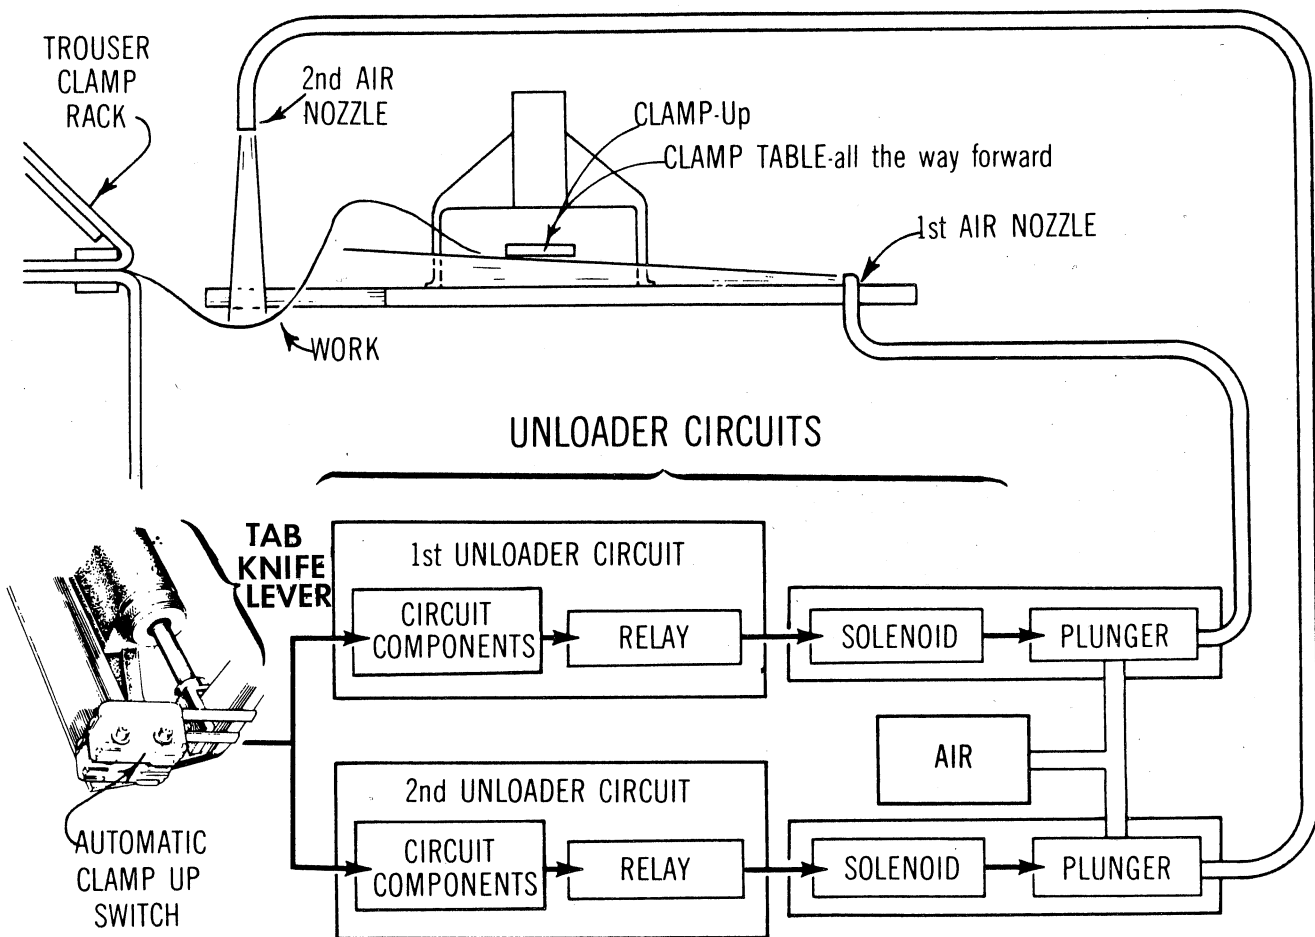 TROUSER
CLAMP
RACK
2nd AIR
NOZZLE
CLAMP-Up
CLAMP TABLE-all the way forward
1st AIR NOZZLE
WORK
UNLOADER CIRCUITS
TAB
KNIFE
LEVER
1st UNLOADER CIRCUIT
CIRCUIT
COMPONENTS
RELAY
SOLENOID
PLUNGER
AIR
2nd UNLOADER CIRCUIT
CIRCUIT
COMPONENTS
RELAY
SOLENOID
PLUNGER
AUTOMATIC
CLAMP UP
SWITCH